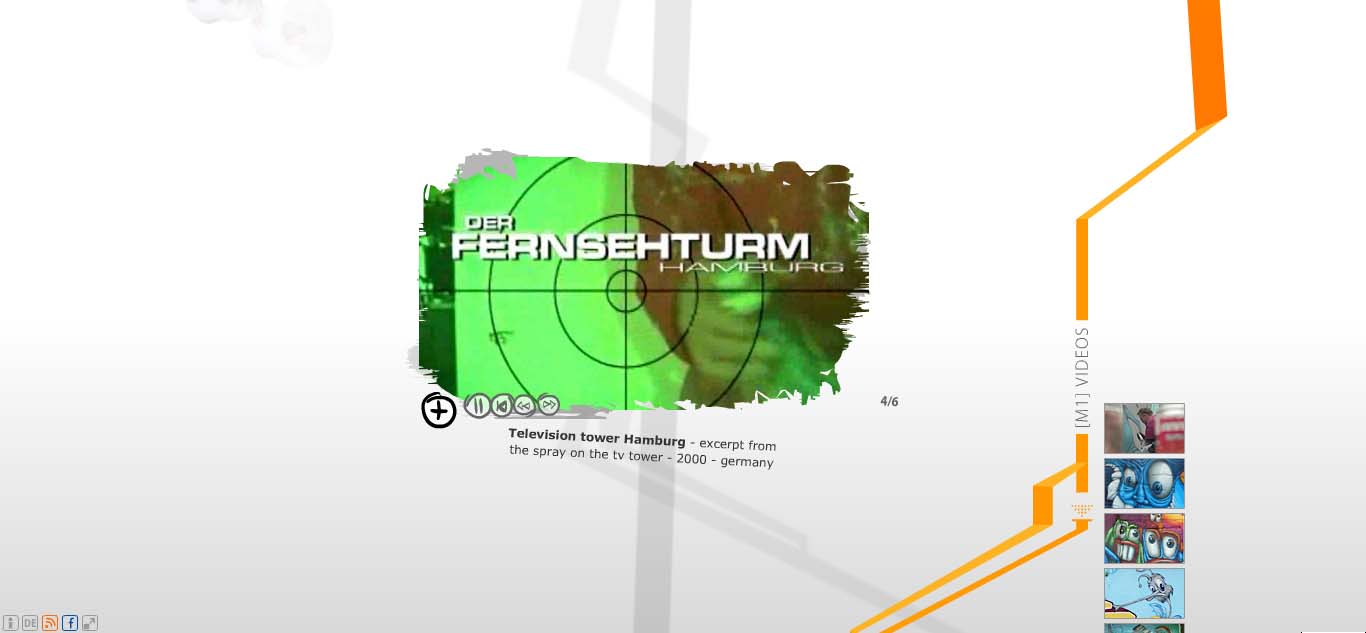 DER
FERNSEHTURM
HAMBURG
4/6
Television tower Hamburg - excerpt from
the spray on the tv tower - 2000 - germany
[M1] VIDEOS
DE